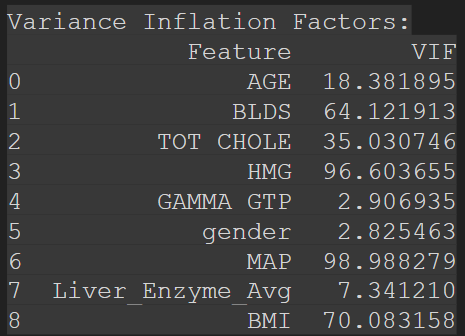 Variance Inflation Factors:
Feature VIF
0 AGE 18.381895
1 BLDS 64.121913
2 TOT CHOLE 35.030746
3 HMG 96.603655
4 GAMMA GTP 2.906935
5 gender 2.825463
6 MAP 98.988279
7 Liver_Enzyme_Avg 7.341210
8 BMI 70.083158